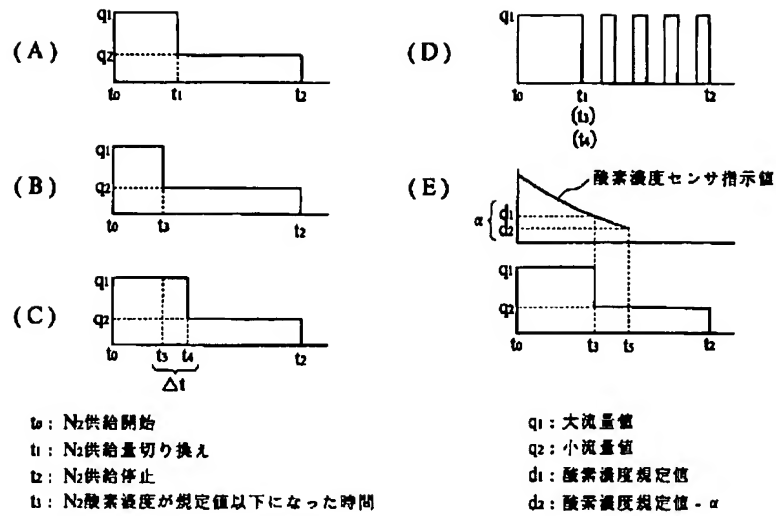 (A)
q₁
q₂
t₀ t₁ t₂
(B)
q₁
q₂
t₀ t₃ t₂
(C)
q₁
q₂
t₀ t₃ t₄ t₂
△t
(D)
q₁
t₀ t₁ t₂
(t₃)
(t₄)
(E)
酸素濃度センサ指示値
α { d₁
d₂
q₁
q₂
t₀ t₃ t₅ t₂
t₀ : N₂供給開始
t₁ : N₂供給量切り換え
t₂ : N₂供給停止
t₃ : N₂酸素濃度が規定値以下になった時間
q₁ : 大流量値
q₂ : 小流量値
d₁ : 酸素濃度規定値
d₂ : 酸素濃度規定値 - α